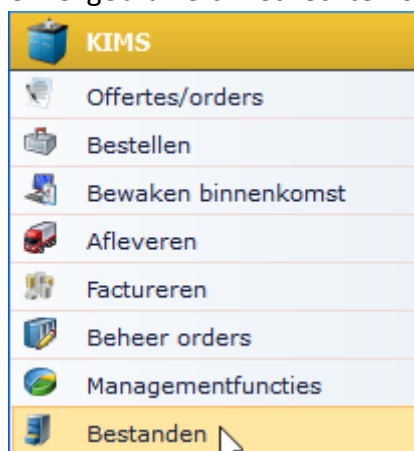 KIMS
Offertes/orders
Bestellen
Bewaken binnenkomst
Afleveren
Factureren
Beheer orders
Managementfuncties
Bestanden